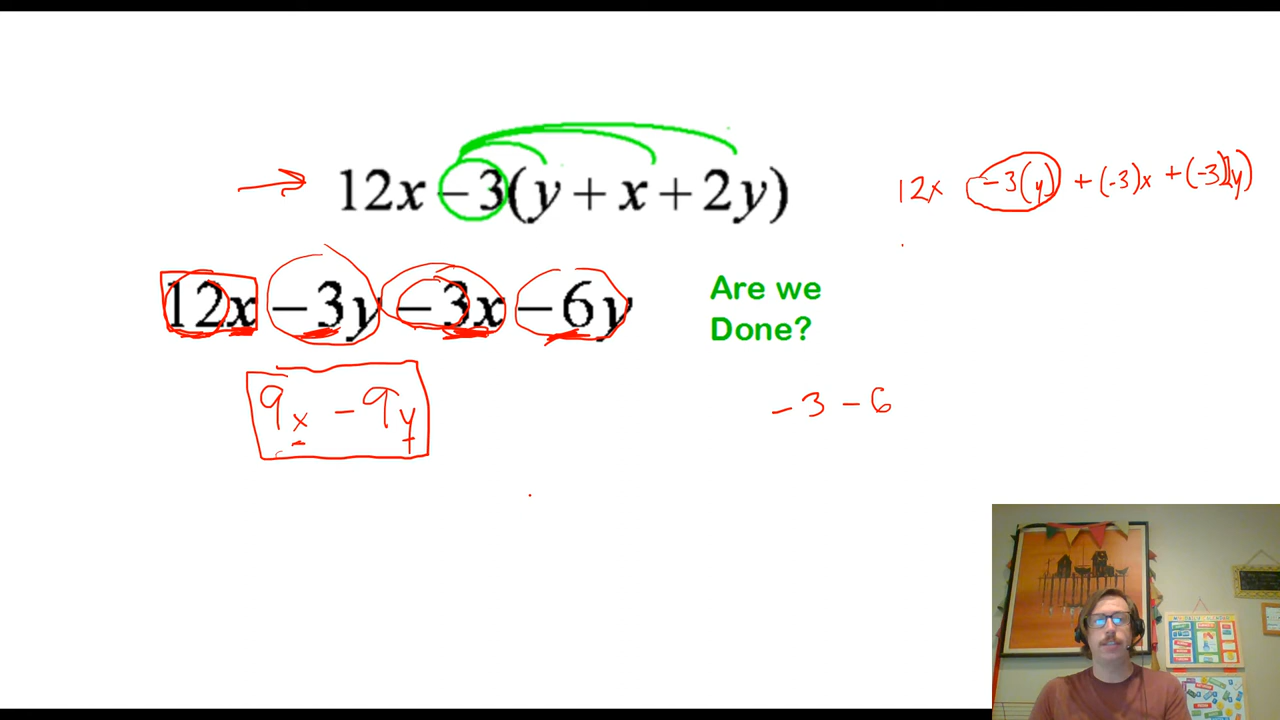 12x − 3(y + x + 2y)
12x −3(y) + (-3)x + (-3)(2y)
12x − 3y − 3x − 6y
Are we
Done?
9x − 9y
−3 − 6